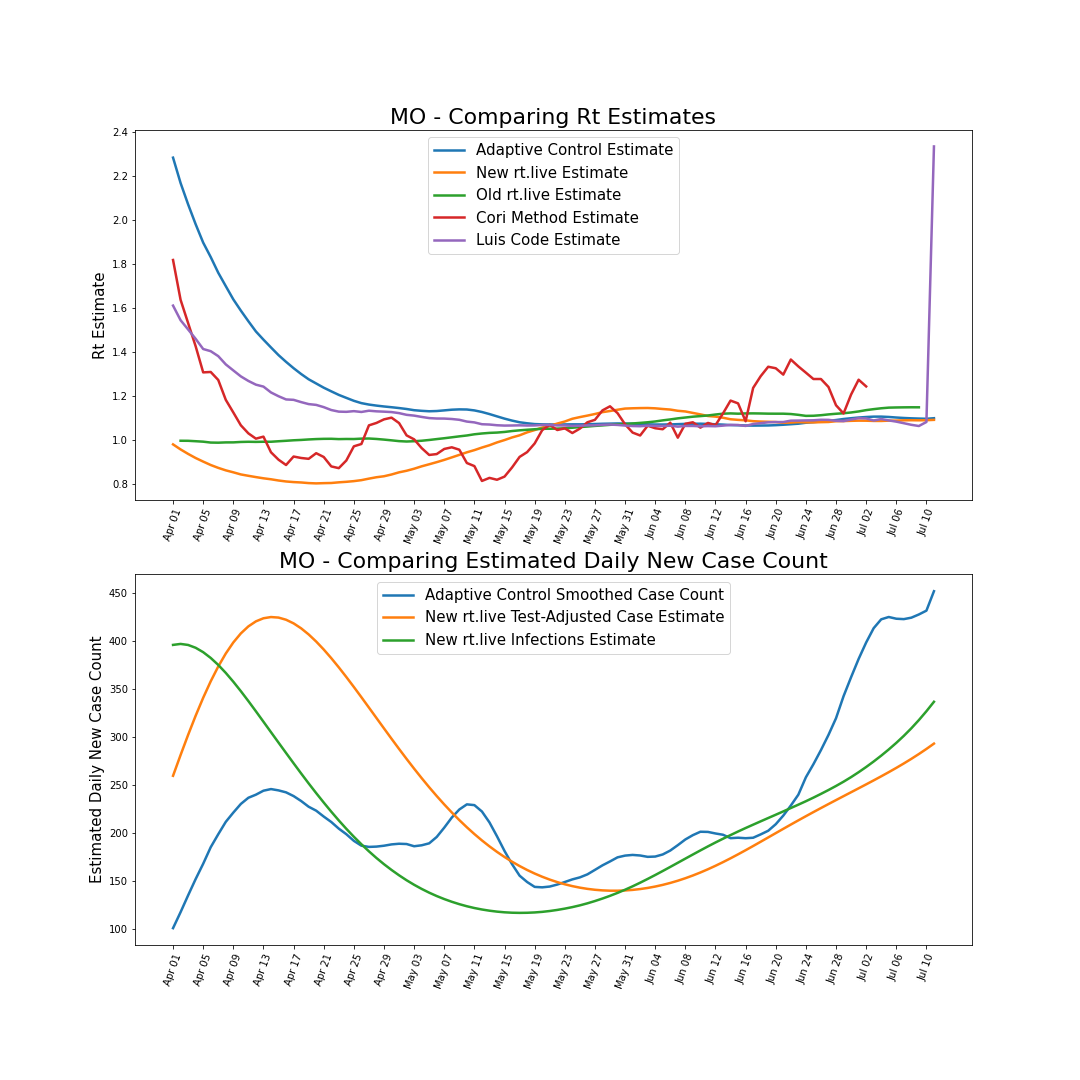 MO - Comparing Rt Estimates
Rt Estimate
2.4
2.2
2.0
1.8
1.6
1.4
1.2
1.0
0.8
Adaptive Control Estimate
New rt.live Estimate
Old rt.live Estimate
Cori Method Estimate
Luis Code Estimate
Apr 01
Apr 05
Apr 09
Apr 13
Apr 17
Apr 21
Apr 25
Apr 29
May 03
May 07
May 11
May 15
May 19
May 23
May 27
May 31
Jun 04
Jun 08
Jun 12
Jun 16
Jun 20
Jun 24
Jun 28
Jul 02
Jul 06
Jul 10
MO - Comparing Estimated Daily New Case Count
Estimated Daily New Case Count
450
400
350
300
250
200
150
100
Adaptive Control Smoothed Case Count
New rt.live Test-Adjusted Case Estimate
New rt.live Infections Estimate
Apr 01
Apr 05
Apr 09
Apr 13
Apr 17
Apr 21
Apr 25
Apr 29
May 03
May 07
May 11
May 15
May 19
May 23
May 27
May 31
Jun 04
Jun 08
Jun 12
Jun 16
Jun 20
Jun 24
Jun 28
Jul 02
Jul 06
Jul 10